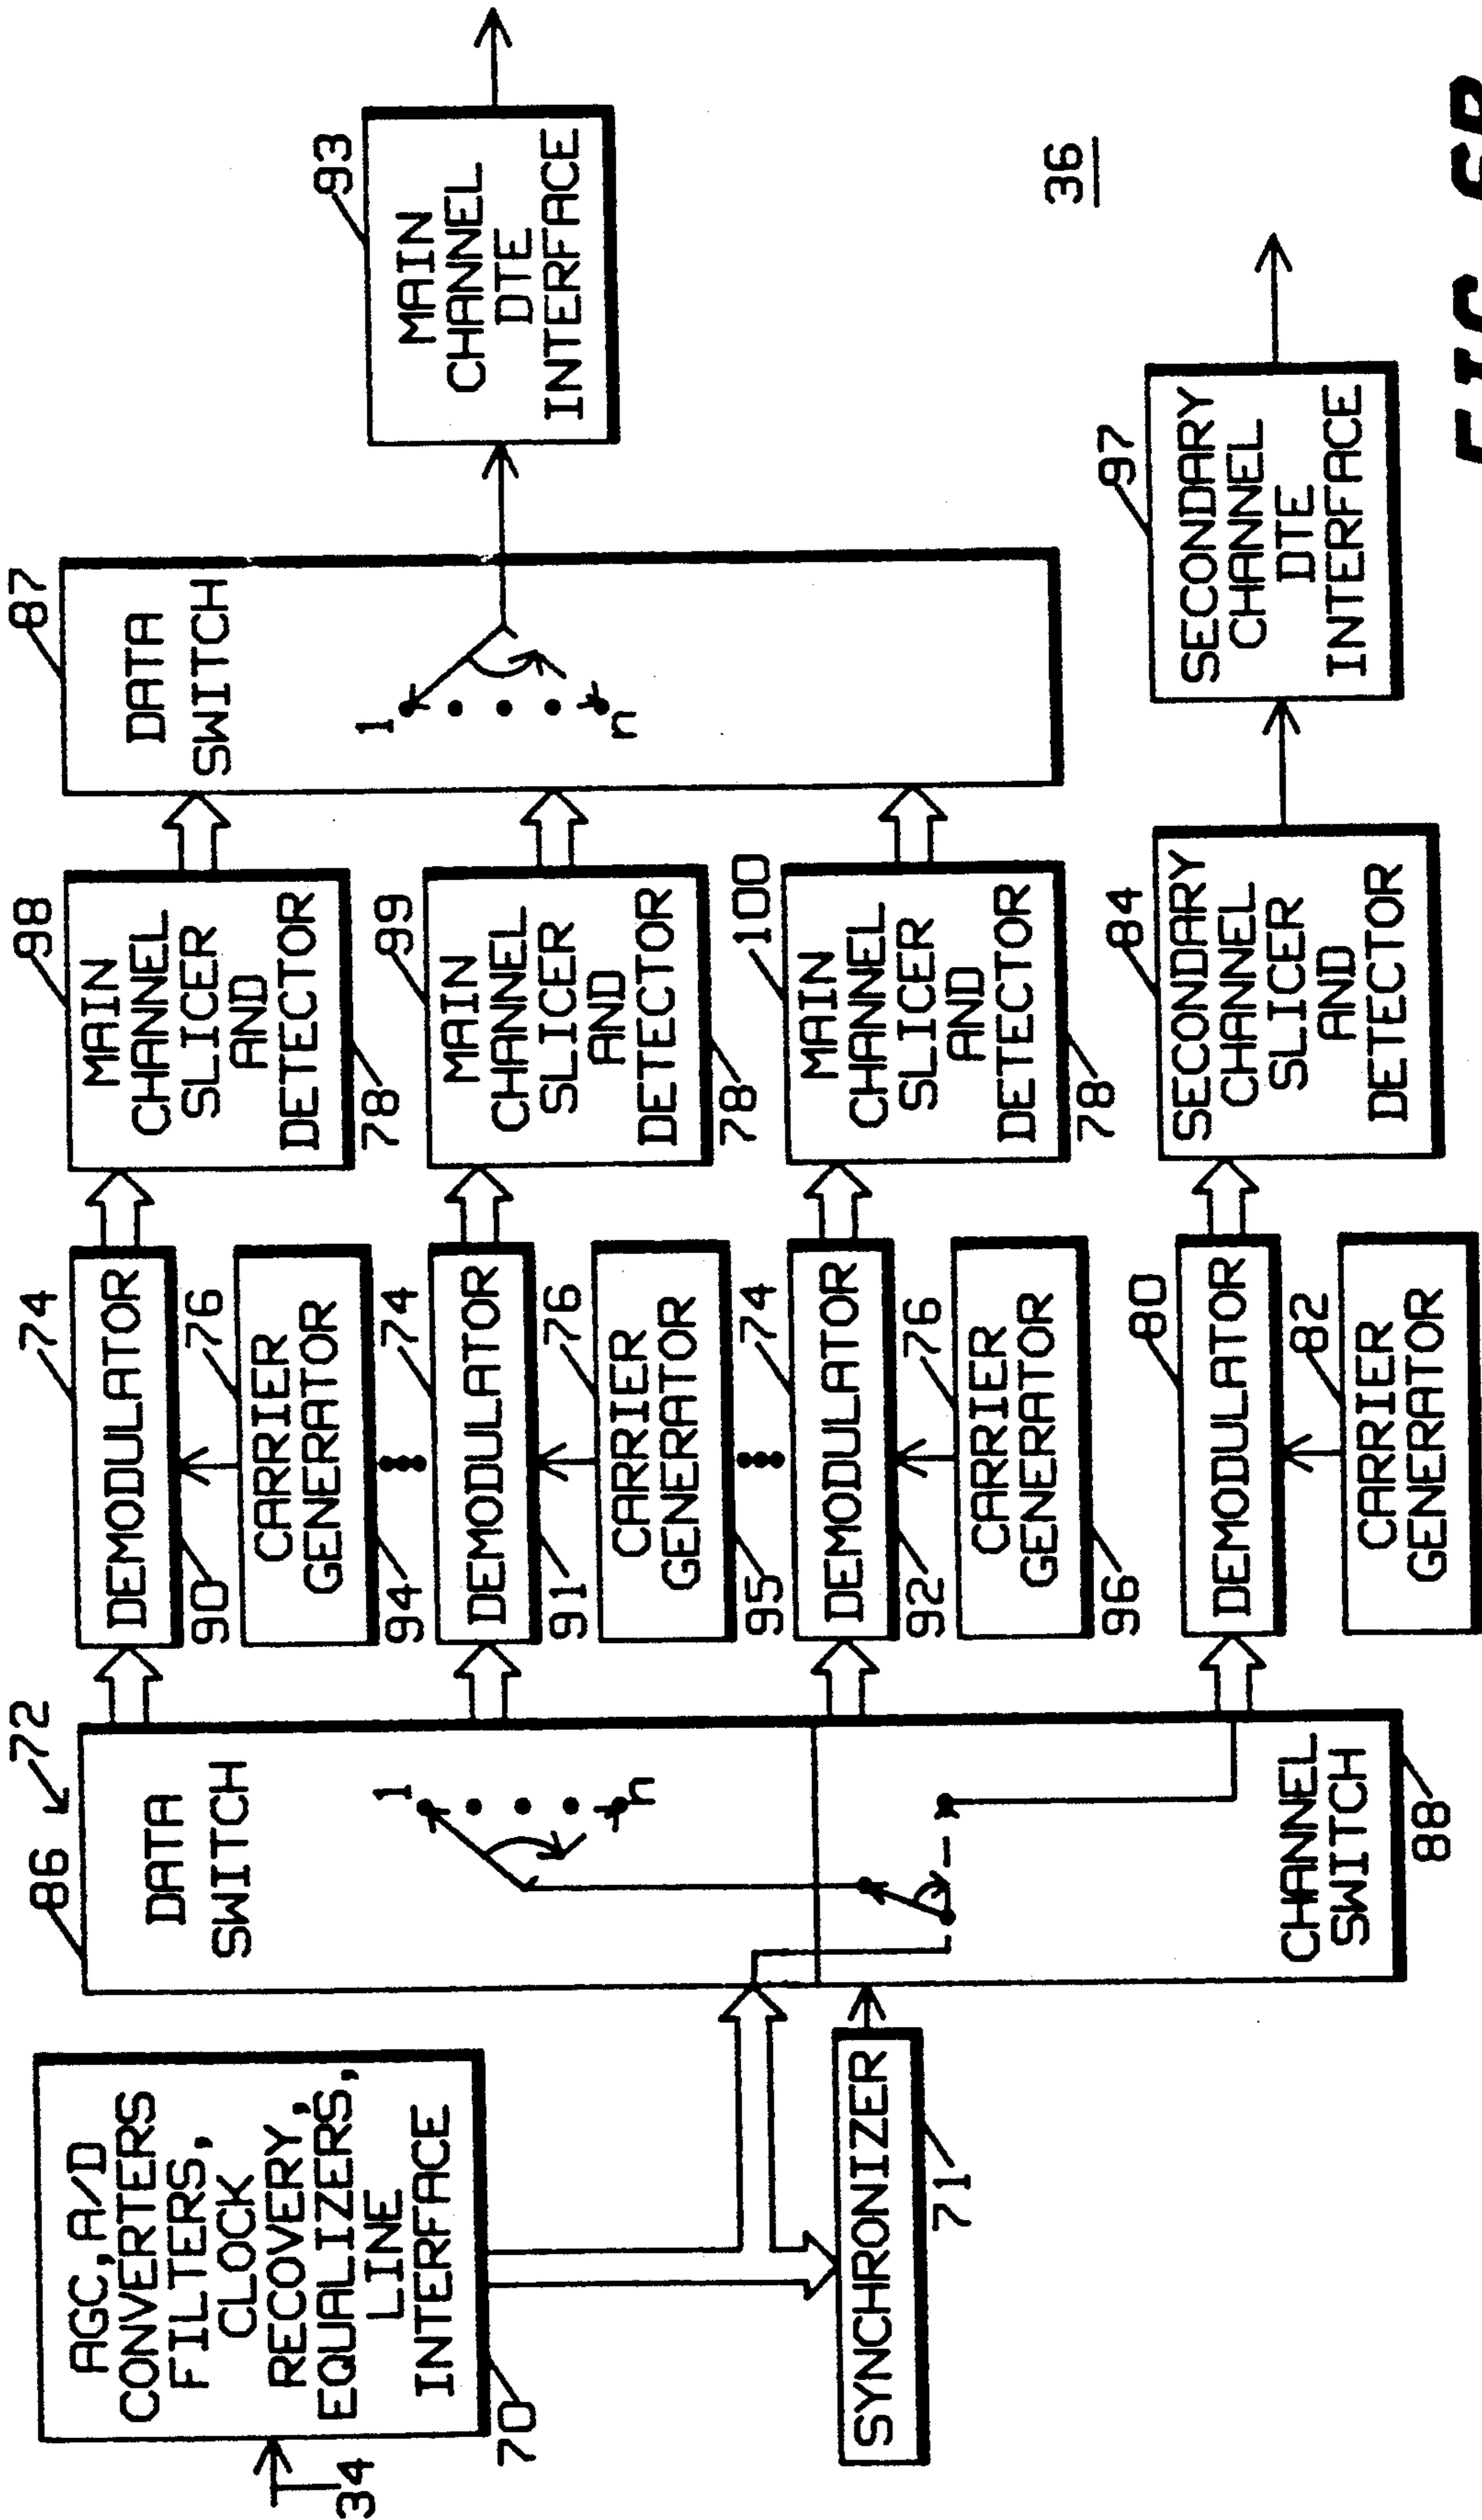 34
AGC, A/D
CONVERTERS
FILTERS,
CLOCK
RECOVERY,
EQUALIZERS,
LINE
INTERFACE
70
SYNCHRONIZER
71
86
72
DATA
SWITCH
1
n
CHANNEL
SWITCH
88
74
DEMODULATOR
90
76
CARRIER
GENERATOR
94
74
DEMODULATOR
91
76
CARRIER
GENERATOR
95
74
DEMODULATOR
92
76
CARRIER
GENERATOR
96
80
DEMODULATOR
82
CARRIER
GENERATOR
98
MAIN
CHANNEL
SLICER
AND
DETECTOR
78
99
MAIN
CHANNEL
SLICER
AND
DETECTOR
78
100
MAIN
CHANNEL
SLICER
AND
DETECTOR
78
84
SECONDARY
CHANNEL
SLICER
AND
DETECTOR
87
DATA
SWITCH
1
n
93
MAIN
CHANNEL
DTE
INTERFACE
97
SECONDARY
CHANNEL
DTE
INTERFACE
36